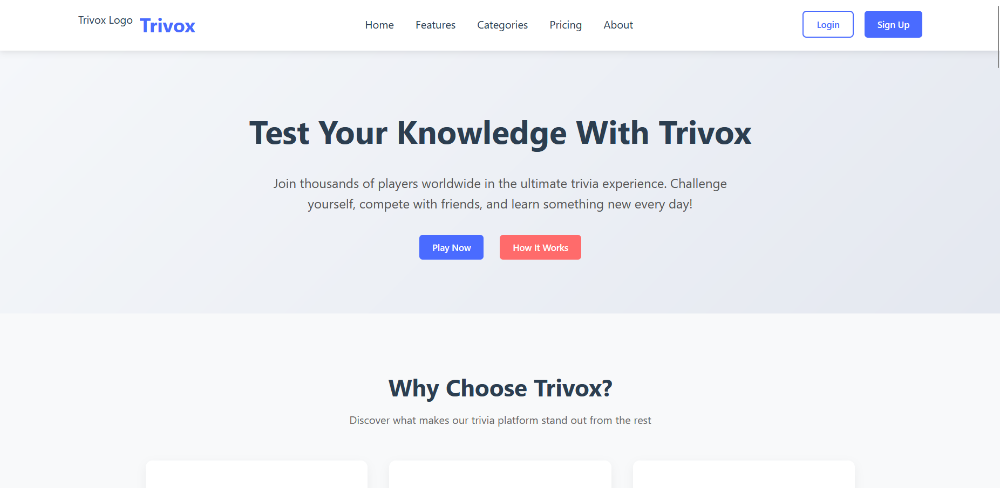 Trivox Logo
Trivox
Home
Features
Categories
Pricing
About
Login
Sign Up
Test Your Knowledge With Trivox
Join thousands of players worldwide in the ultimate trivia experience. Challenge
yourself, compete with friends, and learn something new every day!
Play Now
How It Works
Why Choose Trivox?
Discover what makes our trivia platform stand out from the rest